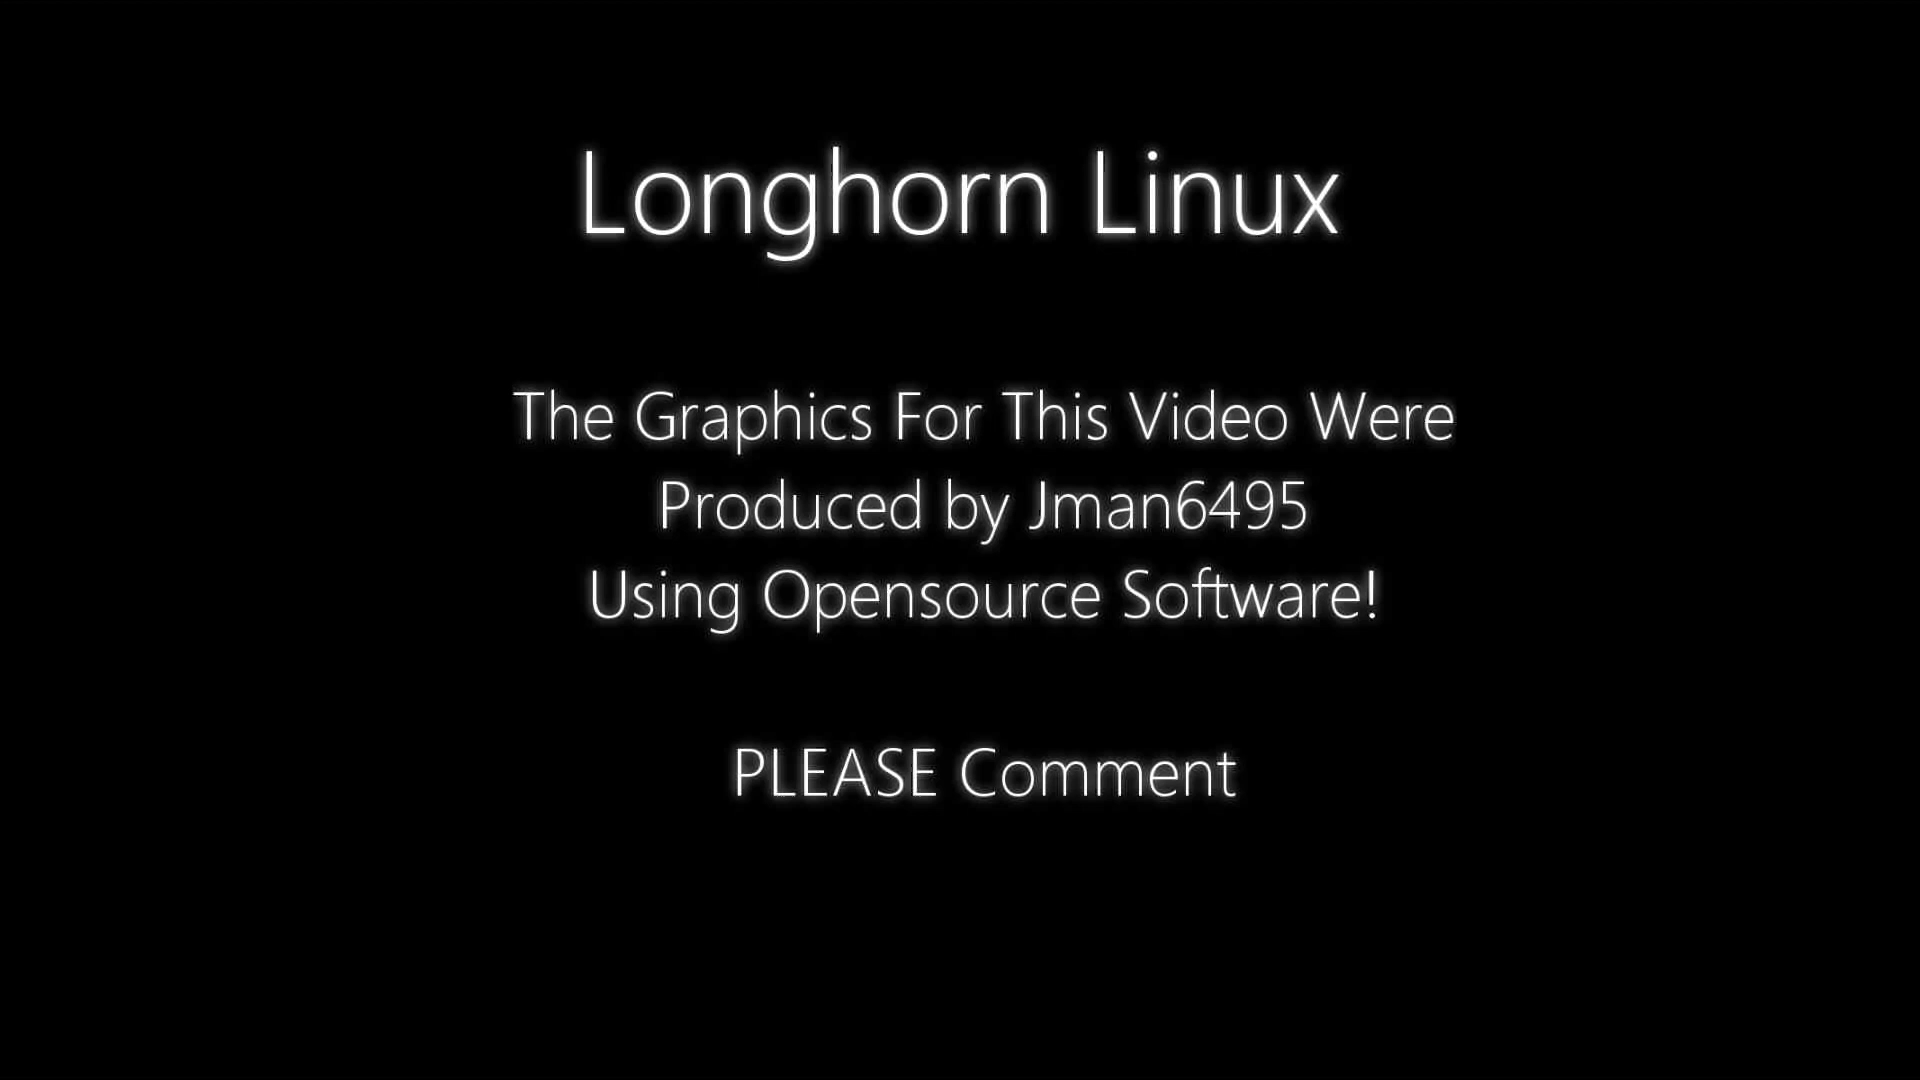 Longhorn Linux
The Graphics For This Video Were
Produced by Jman6495
Using Opensource Software!
PLEASE Comment